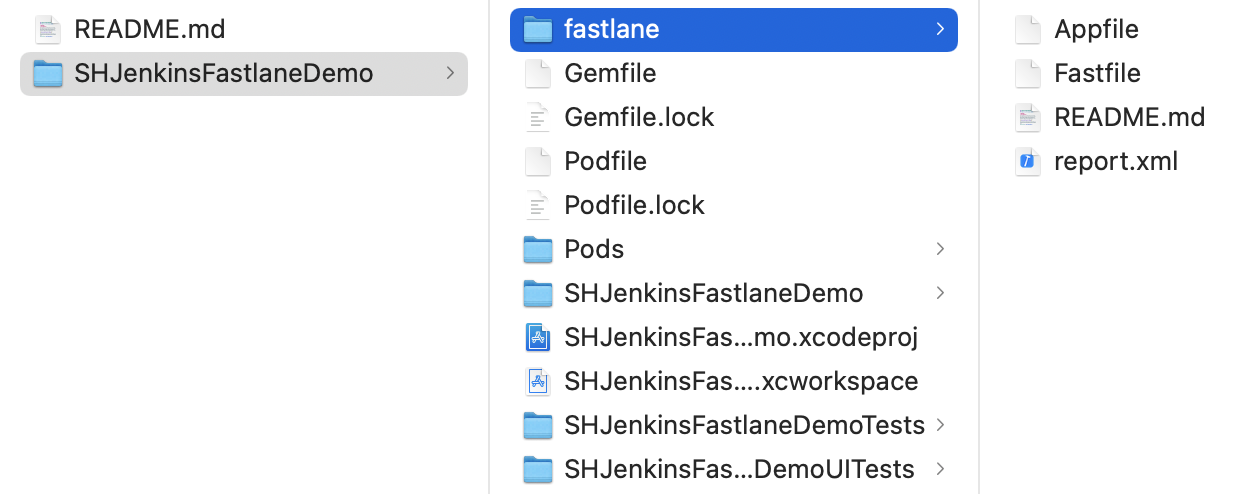 README.md
SHJenkinsFastlaneDemo
fastlane
Gemfile
Gemfile.lock
Podfile
Podfile.lock
Pods
SHJenkinsFastlaneDemo
SHJenkinsFas...mo.xcodeproj
SHJenkinsFas....xcworkspace
SHJenkinsFastlaneDemoTests
SHJenkinsFas...DemoUITests
Appfile
Fastfile
README.md
report.xml